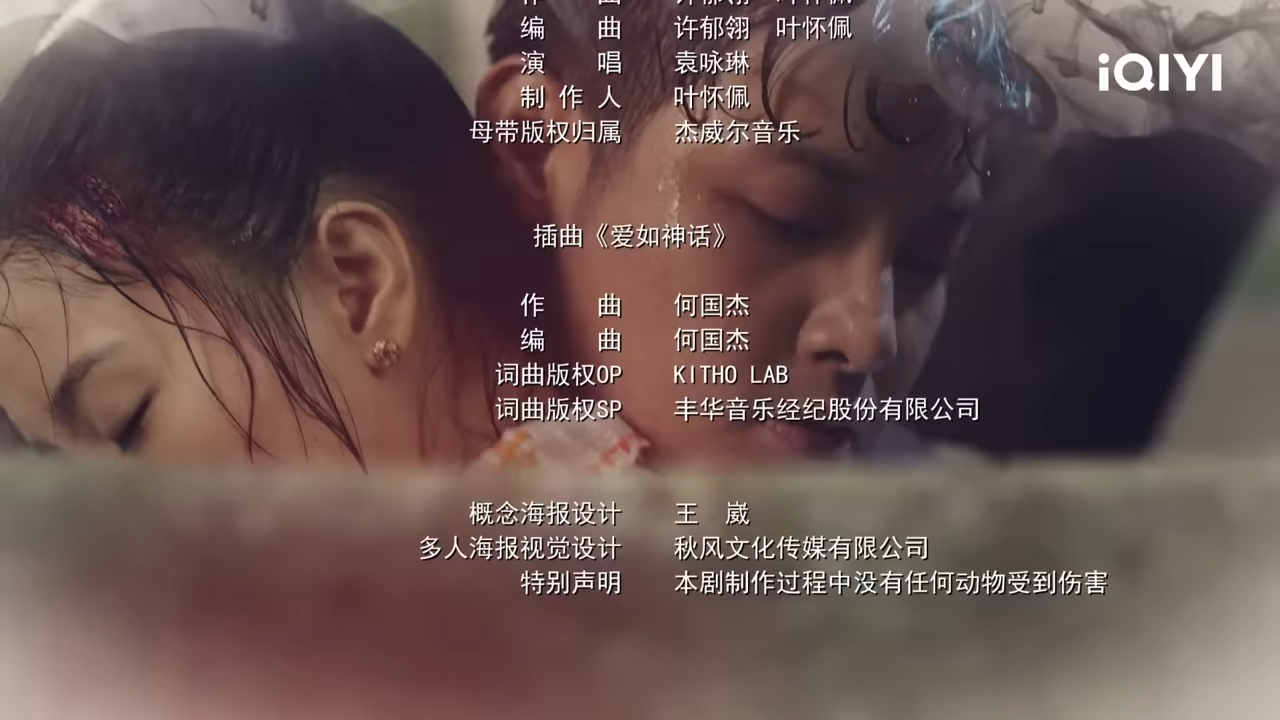 编 曲 许郁翎 叶怀佩
演 唱 袁咏琳
制 作 人 叶怀佩
母带版权归属 杰威尔音乐
iQIYI
插曲《爱如神话》
作 曲 何国杰
编 曲 何国杰
词曲版权OP KITHO LAB
词曲版权SP 丰华音乐经纪股份有限公司
概念海报设计 王 崴
多人海报视觉设计 秋风文化传媒有限公司
特别声明 本剧制作过程中没有任何动物受到伤害